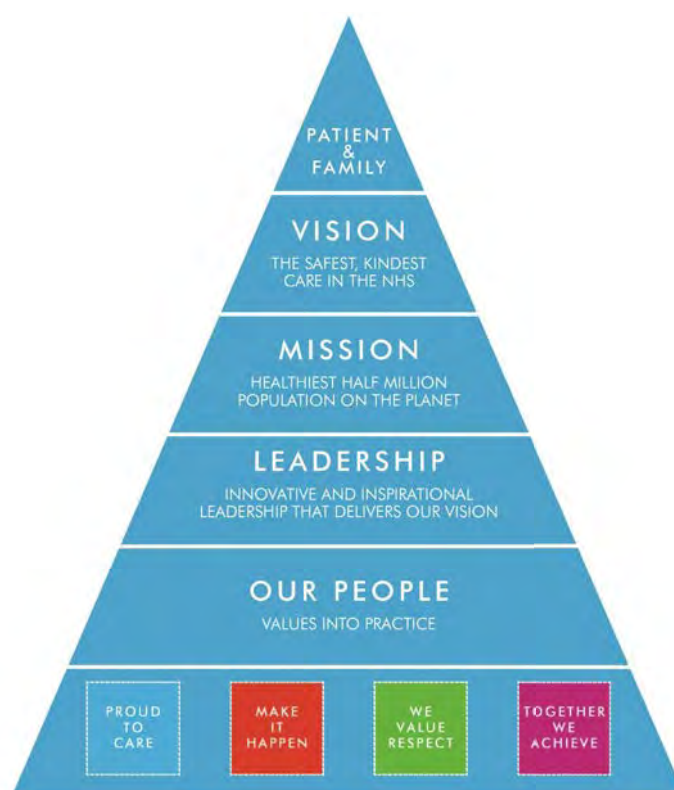 PATIENT
&
FAMILY
VISION
THE SAFEST, KINDEST
CARE IN THE NHS
MISSION
HEALTHIEST HALF MILLION
POPULATION ON THE PLANET
LEADERSHIP
INNOVATIVE AND INSPIRATIONAL
LEADERSHIP THAT DELIVERS OUR VISION
OUR PEOPLE
VALUES INTO PRACTICE
PROUD
TO
CARE
MAKE
IT
HAPPEN
WE
VALUE
RESPECT
TOGETHER
WE
ACHIEVE